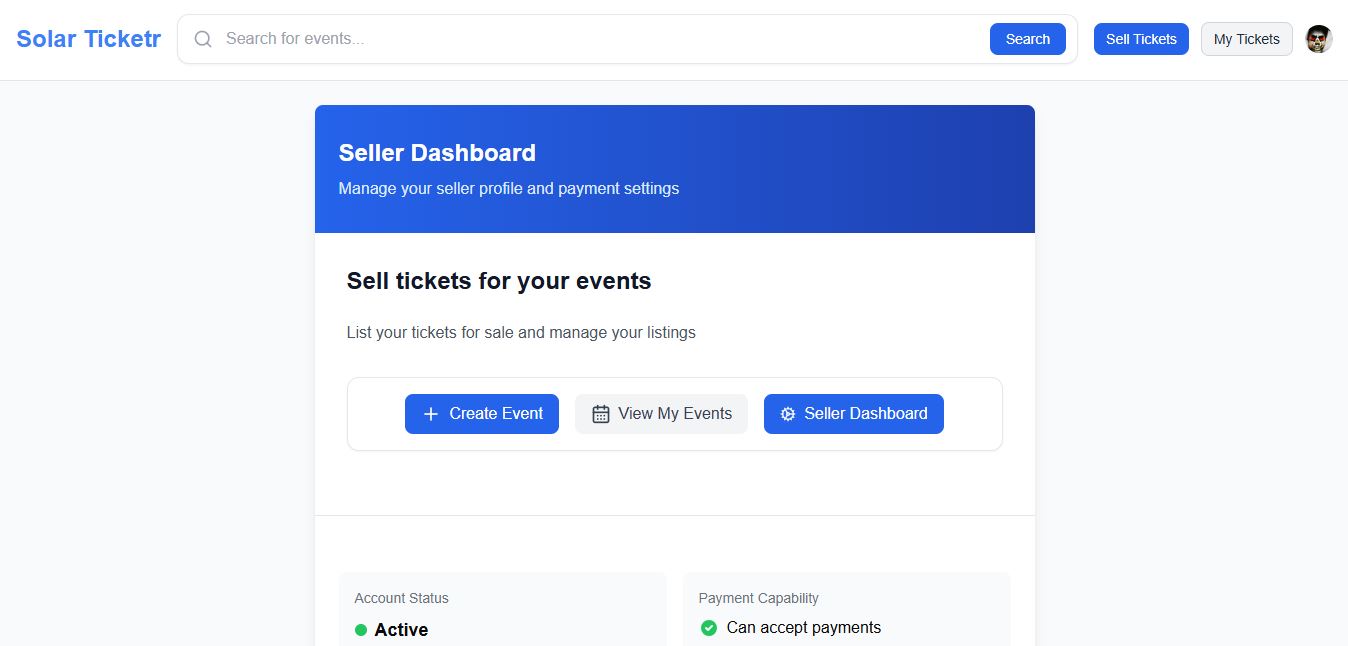 Solar Ticketr
Search for events...
Search
Sell Tickets
My Tickets
Seller Dashboard
Manage your seller profile and payment settings
Sell tickets for your events
List your tickets for sale and manage your listings
Create Event
View My Events
Seller Dashboard
Account Status
Active
Payment Capability
Can accept payments